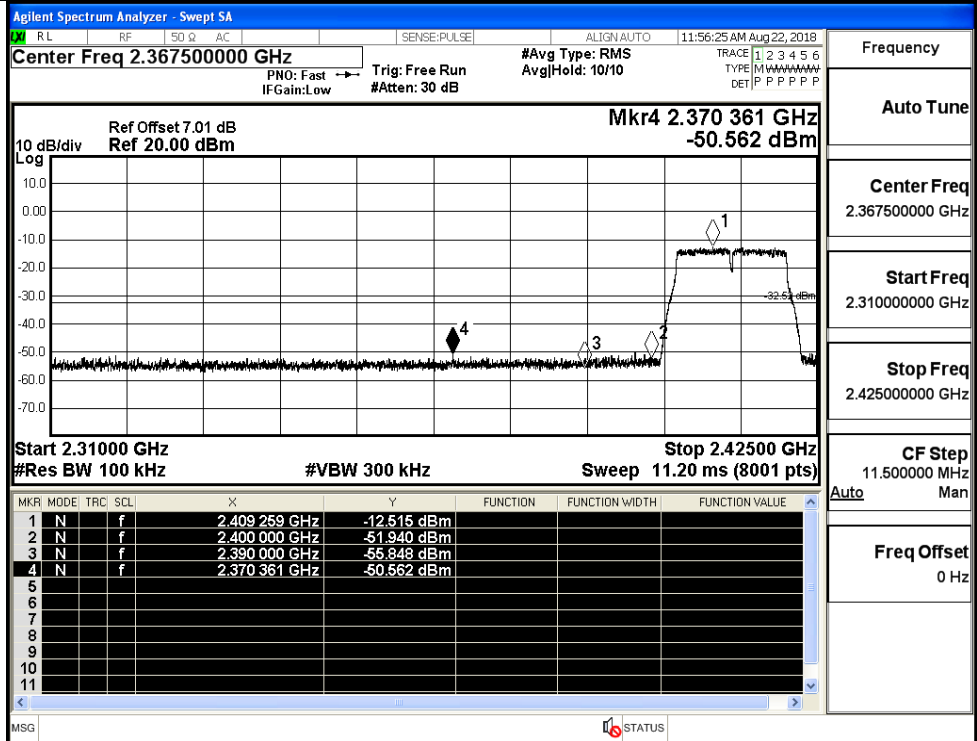 Agilent Spectrum Analyzer - Swept SA
LXI RL RF 50 Ω AC SENSE:PULSE ALIGN AUTO 11:56:25 AM Aug 22, 2018
Center Freq 2.367500000 GHz
PNO: Fast
IFGain:Low
Trig: Free Run
#Atten: 30 dB
#Avg Type: RMS
Avg|Hold: 10/10
TRACE 1 2 3 4 5 6
TYPE M W W W W W
DET P P P P P P
Ref Offset 7.01 dB
10 dB/div Ref 20.00 dBm
Log
Mkr4 2.370 361 GHz
-50.562 dBm
10.0
0.00
-10.0
-20.0
-30.0
-40.0
-50.0
-60.0
-70.0
1
-32.52 dBm
4
3
2
Start 2.31000 GHz Stop 2.42500 GHz
#Res BW 100 kHz #VBW 300 kHz Sweep 11.20 ms (8001 pts)
MKR MODE TRC SCL X Y FUNCTION FUNCTION WIDTH FUNCTION VALUE
1 N f 2.409 259 GHz -12.515 dBm
2 N f 2.400 000 GHz -51.940 dBm
3 N f 2.390 000 GHz -55.848 dBm
4 N f 2.370 361 GHz -50.562 dBm
5
6
7
8
9
10
11
MSG STATUS
Frequency
Auto Tune
Center Freq
2.367500000 GHz
Start Freq
2.310000000 GHz
Stop Freq
2.425000000 GHz
CF Step
11.500000 MHz
Auto Man
Freq Offset
0 Hz